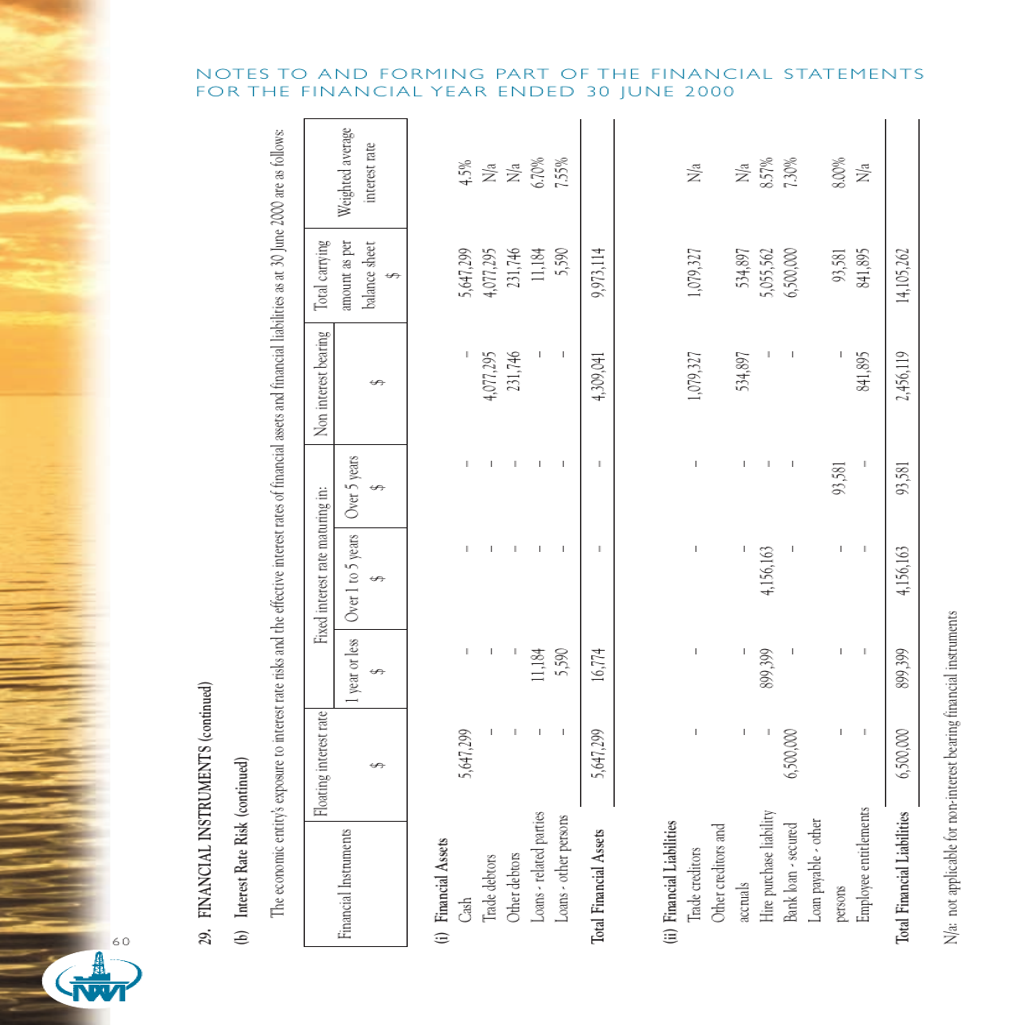 NOTES TO AND FORMING PART OF THE FINANCIAL STATEMENTS
FOR THE FINANCIAL YEAR ENDED 30 JUNE 2000
29. FINANCIAL INSTRUMENTS (continued)
(b) Interest Rate Risk (continued)
The economic entity's exposure to interest rate risks and the effective interest rates of financial assets and financial liabilities as at 30 June 2000 are as follows:
Financial Instruments Floating interest rate Fixed interest rate maturing in: Non interest bearing Total carrying amount as per balance sheet Weighted average interest rate
1 year or less Over 1 to 5 years Over 5 years
$ $ $ $ $ $
(i) Financial Assets
Cash 5,647,299 – – – – 5,647,299 4.5%
Trade debtors – – – – 4,077,295 4,077,295 N/a
Other debtors – – – – 231,746 231,746 N/a
Loans - related parties – 11,184 – – – 11,184 6.70%
Loans - other persons – 5,590 – – – 5,590 7.55%
Total Financial Assets 5,647,299 16,774 – – 4,309,041 9,973,114
(ii) Financial Liabilities
Trade creditors – – – – 1,079,327 1,079,327 N/a
Other creditors and
accruals – – – – 534,897 534,897 N/a
Hire purchase liability – 899,399 4,156,163 – – 5,055,562 8.57%
Bank loan - secured 6,500,000 – – – – 6,500,000 7.30%
Loan payable - other
persons – – – 93,581 – 93,581 8.00%
Employee entitlements – – – – 841,895 841,895 N/a
Total Financial Liabilities 6,500,000 899,399 4,156,163 93,581 2,456,119 14,105,262
N/a: not applicable for non-interest bearing financial instruments
60